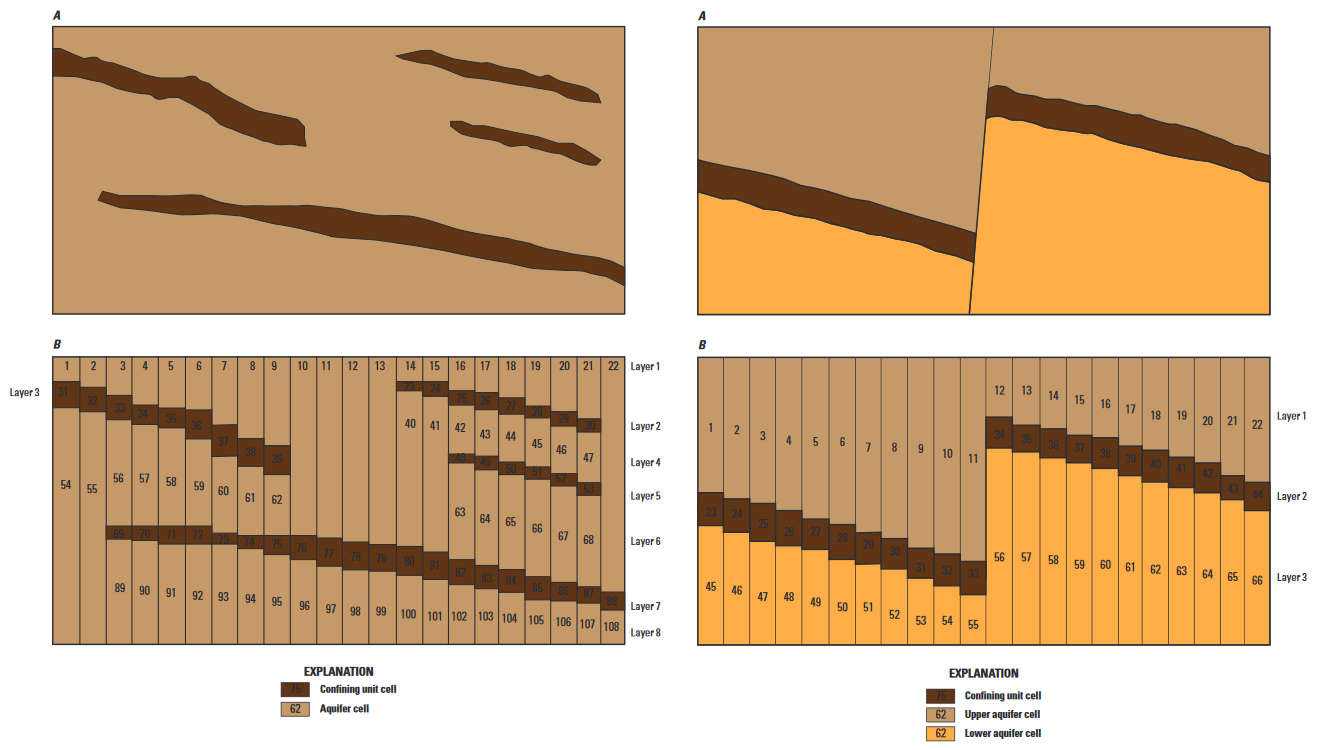 A
B
1 2 3 4 5 6 7 8 9 10 11 12 13 14 15 16 17 18 19 20 21 22 Layer 1
Layer 3 31 32 33 34 35 36 37 38 39
23 24 25 26 27 28 29 30
40 41 42 43 44 45 46 47 Layer 2
48 49 50 51 52 53 Layer 4
54 55 56 57 58 59 60 61 62
63 64 65 66 67 68 Layer 5
69 70 71 72 73 74 75 76 77 78 79 80 81 82 83 84 85 86 87 88 Layer 6
Layer 7
89 90 91 92 93 94 95 96 97 98 99 100 101 102 103 104 105 106 107 108 Layer 8
EXPLANATION
75 Confining unit cell
62 Aquifer cell
A
B
1 2 3 4 5 6 7 8 9 10 11 12 13 14 15 16 17 18 19 20 21 22 Layer 1
23 24 25 26 27 28 29 30 31 32 33 34 35 36 37 38 39 40 41 42 43 44 Layer 2
45 46 47 48 49 50 51 52 53 54 55 56 57 58 59 60 61 62 63 64 65 66 Layer 3
EXPLANATION
75 Confining unit cell
62 Upper aquifer cell
62 Lower aquifer cell